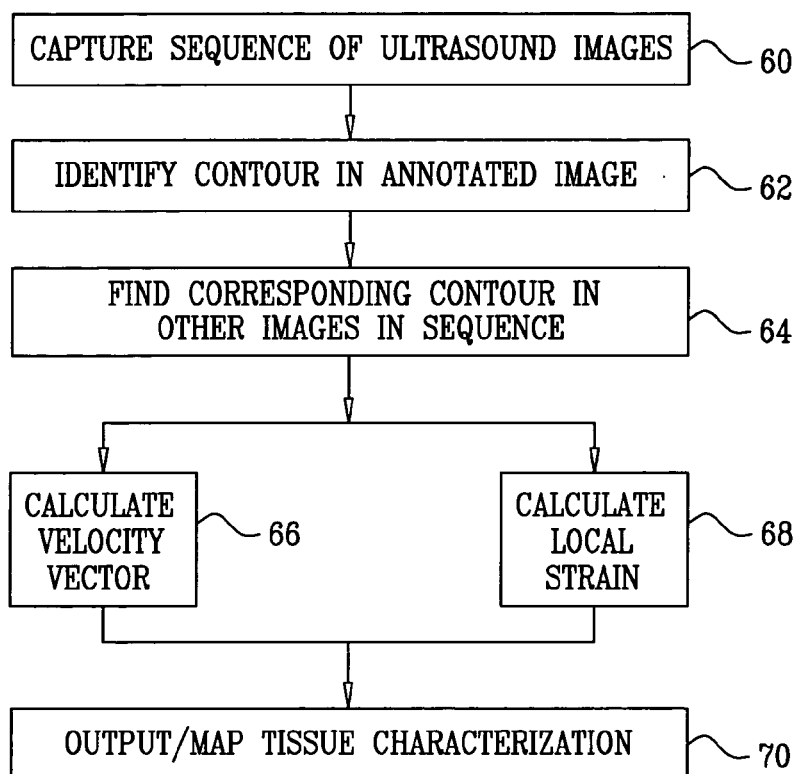 CAPTURE SEQUENCE OF ULTRASOUND IMAGES
60
IDENTIFY CONTOUR IN ANNOTATED IMAGE
62
FIND CORRESPONDING CONTOUR IN
OTHER IMAGES IN SEQUENCE
64
CALCULATE
VELOCITY
VECTOR
66
CALCULATE
LOCAL
STRAIN
68
OUTPUT/MAP TISSUE CHARACTERIZATION
70